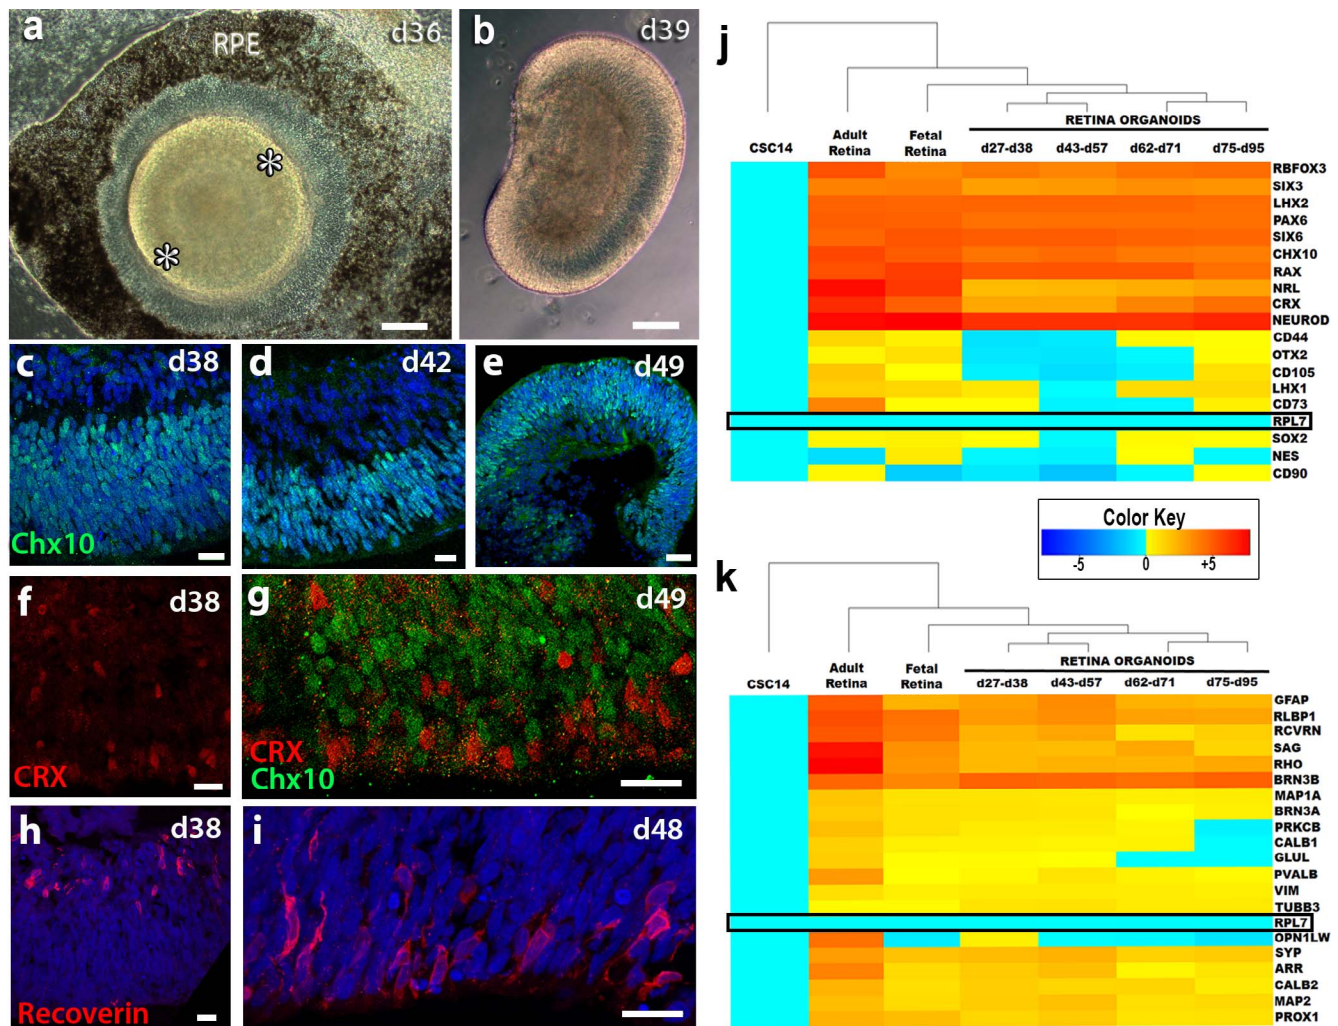 a
RPE
d36
b
d39
c
d38
Chx10
d
d42
e
d49
f
d38
CRX
g
d49
CRX
Chx10
h
d38
Recoverin
i
d48
j
RETINA ORGANOIDS
CSC14
Adult
Retina
Fetal
Retina
d27-d38
d43-d57
d62-d71
d75-d95
RBFOX3
SIX3
LHX2
PAX6
SIX6
CHX10
RAX
NRL
CRX
NEUROD
CD44
OTX2
CD105
LHX1
CD73
RPL7
SOX2
NES
CD90
Color Key
-5 0 +5
k
RETINA ORGANOIDS
CSC14
Adult
Retina
Fetal
Retina
d27-d38
d43-d57
d62-d71
d75-d95
GFAP
RLBP1
RCVRN
SAG
RHO
BRN3B
MAP1A
BRN3A
PRKCB
CALB1
GLUL
PVALB
VIM
TUBB3
RPL7
OPN1LW
SYP
ARR
CALB2
MAP2
PROX1